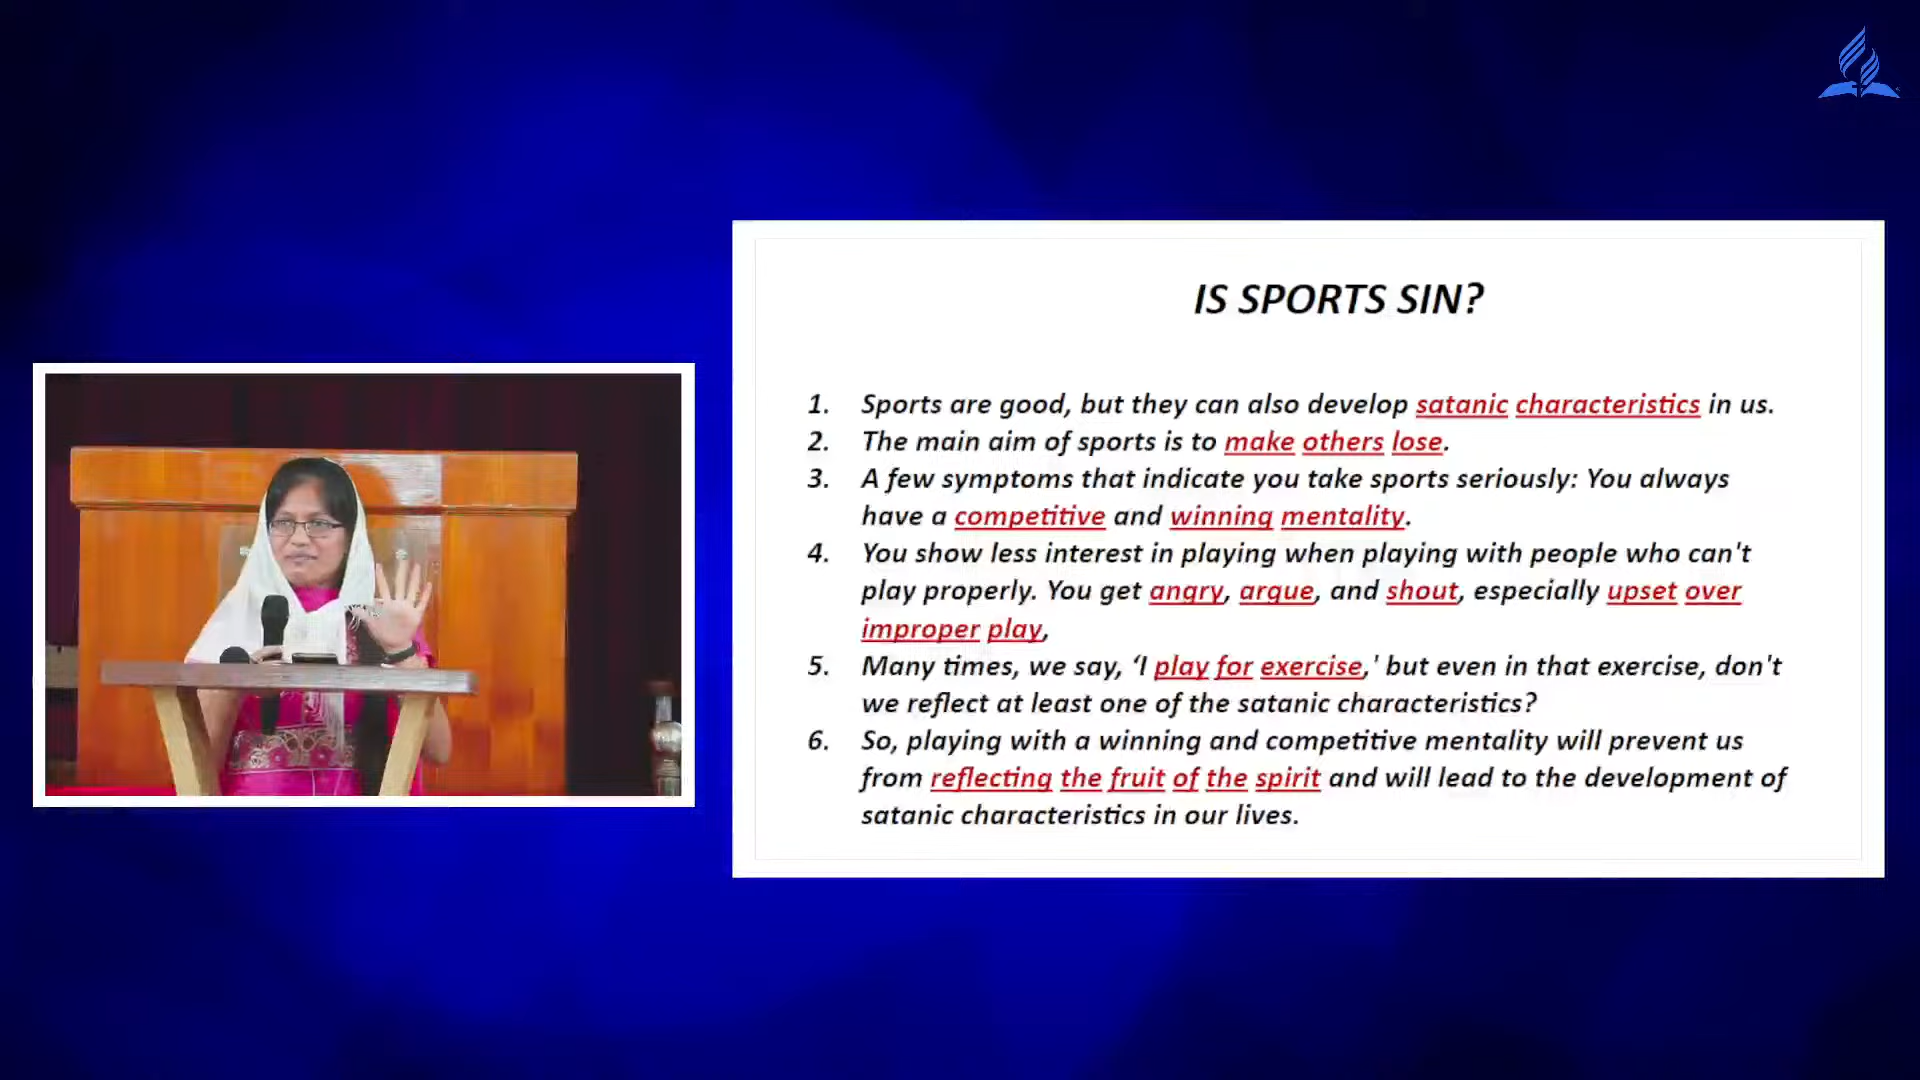 IS SPORTS SIN?
1. Sports are good, but they can also develop satanic characteristics in us.
2. The main aim of sports is to make others lose.
3. A few symptoms that indicate you take sports seriously: You always
have a competitive and winning mentality.
4. You show less interest in playing when playing with people who can't
play properly. You get angry, argue, and shout, especially upset over
improper play,
5. Many times, we say, ‘I play for exercise,' but even in that exercise, don't
we reflect at least one of the satanic characteristics?
6. So, playing with a winning and competitive mentality will prevent us
from reflecting the fruit of the spirit and will lead to the development of
satanic characteristics in our lives.